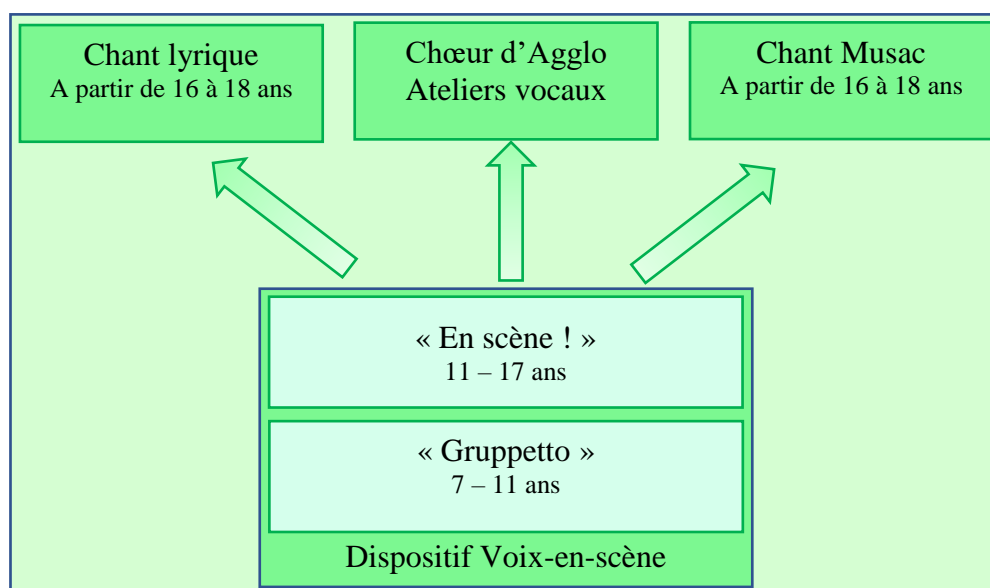 Chant lyrique
A partir de 16 à 18 ans
Chœur d’Agglo
Ateliers vocaux
Chant Musac
A partir de 16 à 18 ans
« En scène ! »
11 – 17 ans
« Gruppetto »
7 – 11 ans
Dispositif Voix-en-scène